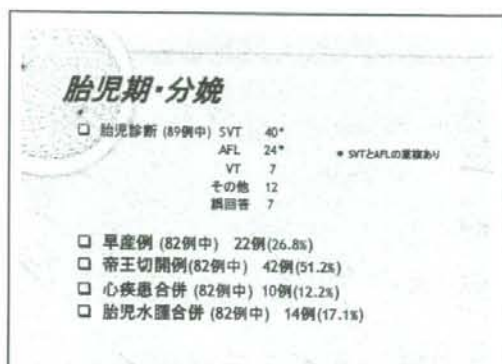 胎児期・分娩
❑ 胎児診断 (89例中) SVT 40*
AFL 24*
* SVTとAFLの重複あり
VT 7
その他 12
誤回答 7
❑ 早産例 (82例中) 22例(26.8%)
❑ 帝王切開例(82例中) 42例(51.2%)
❑ 心疾患合併 (82例中) 10例(12.2%)
❑ 胎児水腫合併 (82例中) 14例(17.1%)